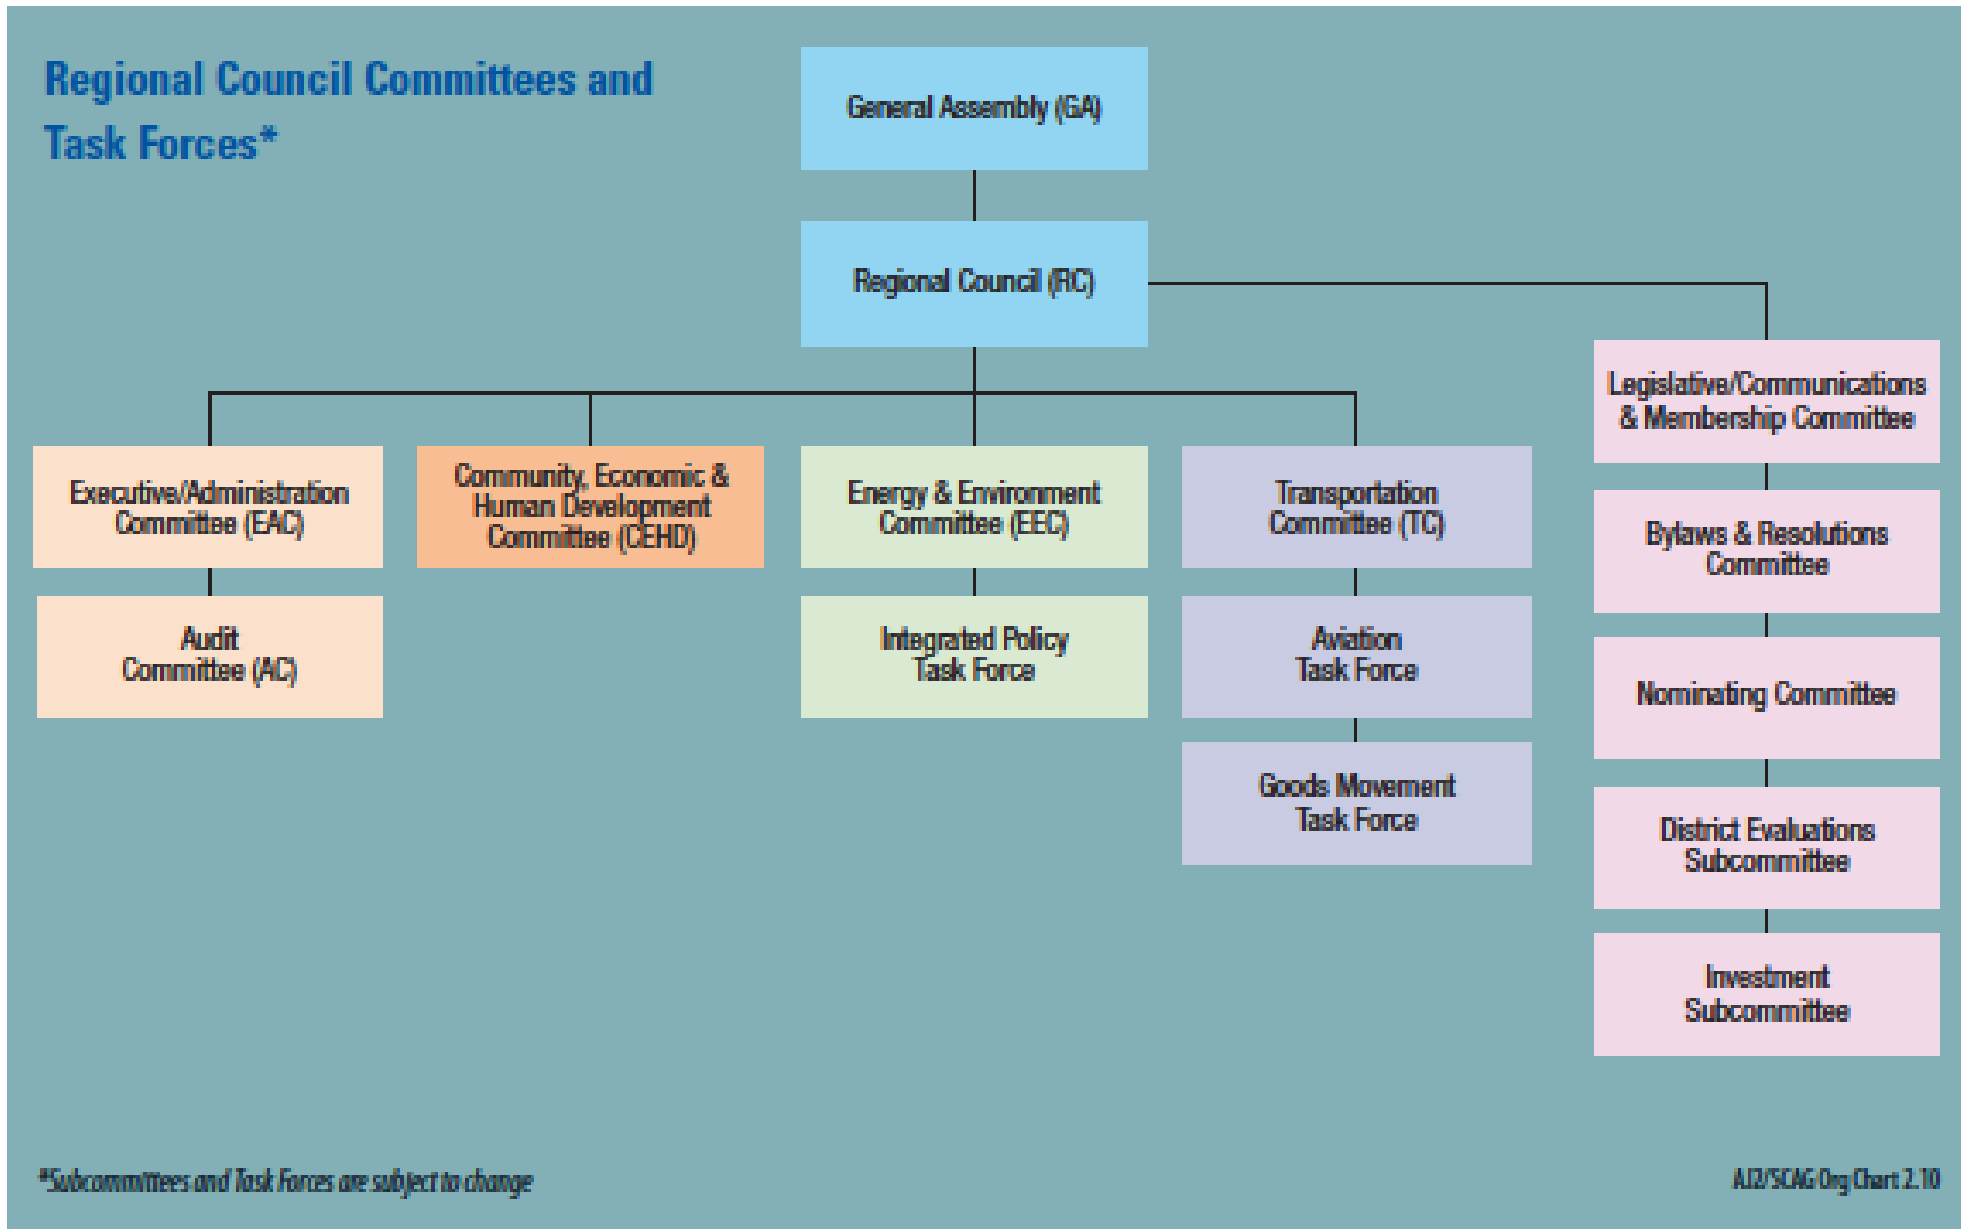 Regional Council Committees and
Task Forces*
General Assembly (GA)
Regional Council (RC)
Legislative/Communications
& Membership Committee
Executive/Administration
Committee (EAC)
Community, Economic &
Human Development
Committee (CEHD)
Energy & Environment
Committee (EEC)
Transportation
Committee (TC)
Bylaws & Resolutions
Committee
Audit
Committee (AC)
Integrated Policy
Task Force
Aviation
Task Force
Nominating Committee
Goods Movement
Task Force
District Evaluations
Subcommittee
Investment
Subcommittee
*Subcommittees and Task Forces are subject to change
AJ2/SCAG Org Chart 2.10